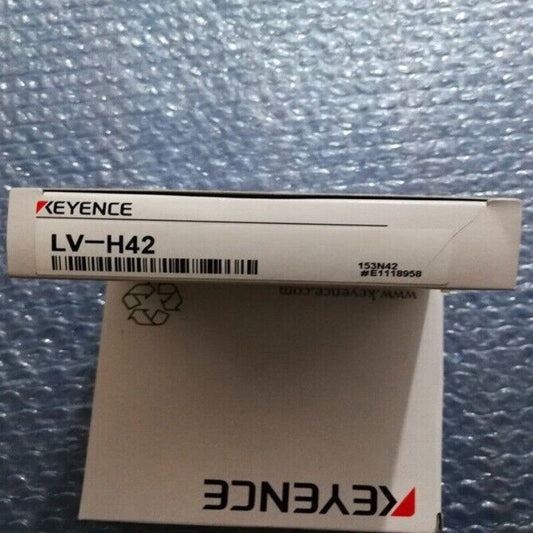 KEYENCE
LV-H42
153N42
#E1118958
www.keyence.com
KEYENCE